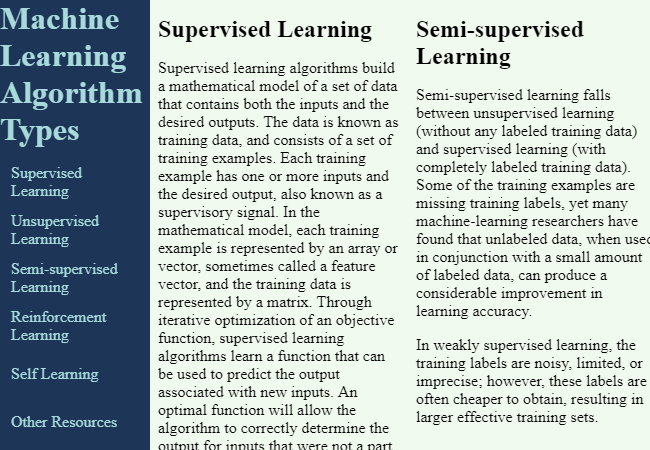 Machine
Learning
Algorithm
Types
Supervised
Learning
Unsupervised
Learning
Semi-supervised
Learning
Reinforcement
Learning
Self Learning
Other Resources
Supervised Learning
Supervised learning algorithms build
a mathematical model of a set of data
that contains both the inputs and the
desired outputs. The data is known as
training data, and consists of a set of
training examples. Each training
example has one or more inputs and
the desired output, also known as a
supervisory signal. In the
mathematical model, each training
example is represented by an array or
vector, sometimes called a feature
vector, and the training data is
represented by a matrix. Through
iterative optimization of an objective
function, supervised learning
algorithms learn a function that can
be used to predict the output
associated with new inputs. An
optimal function will allow the
algorithm to correctly determine the
output for inputs that were not a part
Semi-supervised
Learning
Semi-supervised learning falls
between unsupervised learning
(without any labeled training data)
and supervised learning (with
completely labeled training data).
Some of the training examples are
missing training labels, yet many
machine-learning researchers have
found that unlabeled data, when used
in conjunction with a small amount
of labeled data, can produce a
considerable improvement in
learning accuracy.
In weakly supervised learning, the
training labels are noisy, limited, or
imprecise; however, these labels are
often cheaper to obtain, resulting in
larger effective training sets.